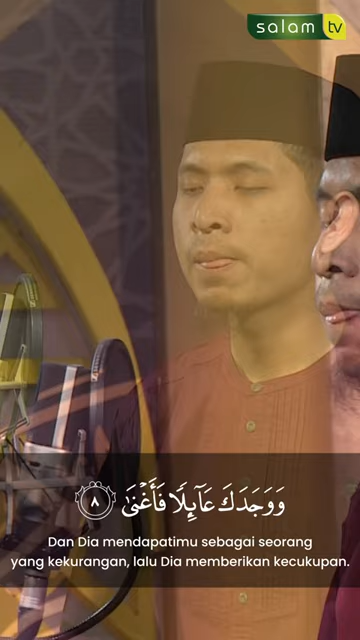 salam tv
وَوَجَدَكَ عَآئِلًا فَأَغْنَىٰ ۝٨
Dan Dia mendapatimu sebagai seorang
yang kekurangan, lalu Dia memberikan kecukupan.